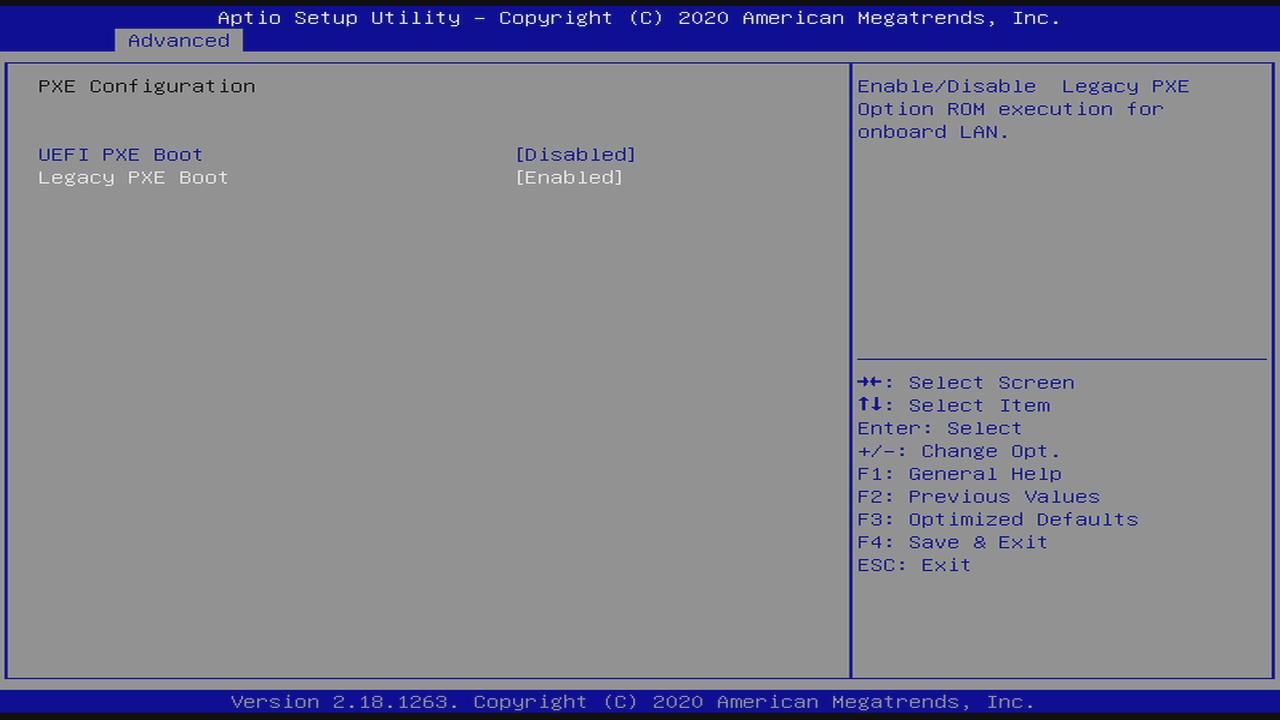 Aptio Setup Utility – Copyright (C) 2020 American Megatrends, Inc.
Advanced
PXE Configuration
UEFI PXE Boot [Disabled]
Legacy PXE Boot [Enabled]
Enable/Disable  Legacy PXE
Option ROM execution for
onboard LAN.
→←: Select Screen
↑↓: Select Item
Enter: Select
+/-: Change Opt.
F1: General Help
F2: Previous Values
F3: Optimized Defaults
F4: Save & Exit
ESC: Exit
Version 2.18.1263. Copyright (C) 2020 American Megatrends, Inc.